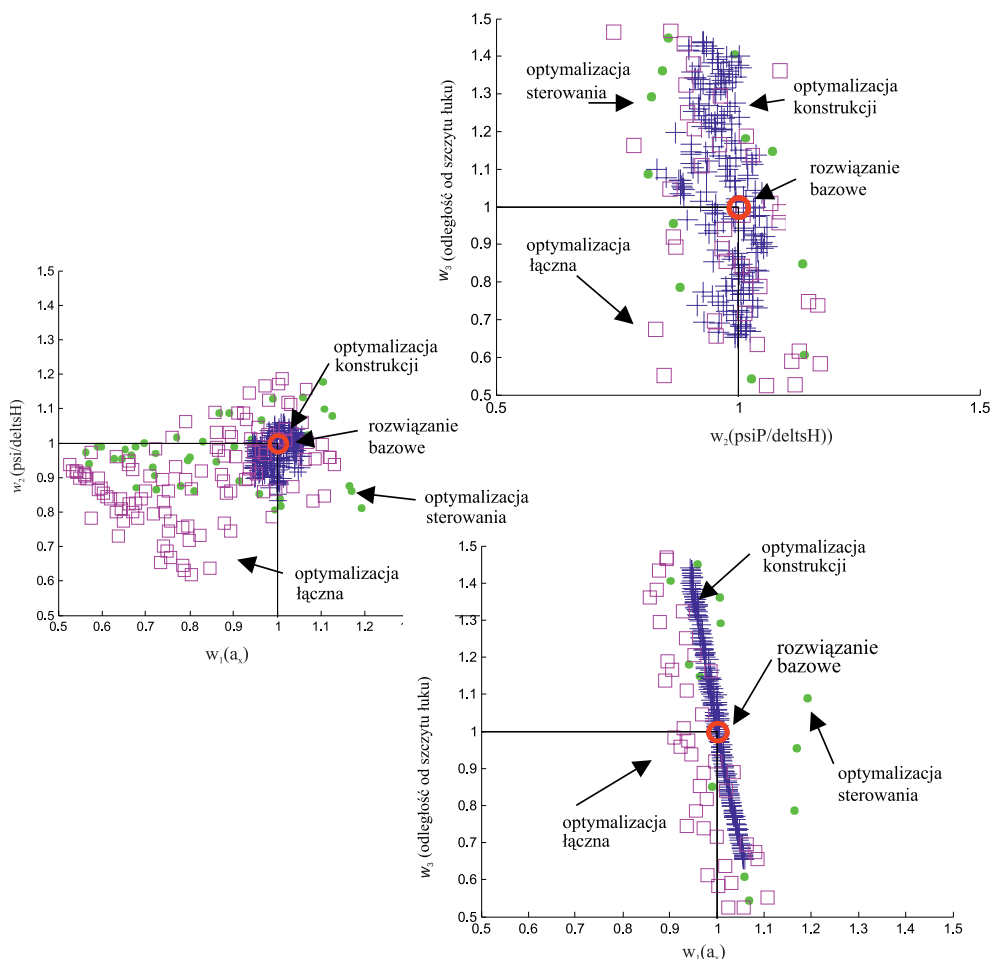 1.5
1.4
1.3
1.2
1.1
1
0.9
0.8
0.7
0.6
0.5
w₃ (odległość od szczytu łuku)
optymalizacja
sterowania
optymalizacja
konstrukcji
rozwiązanie
bazowe
optymalizacja
łączna
0.5
1
1.5
w₂(psiP/deltsH))
1.5
1.4
1.3
1.2
1.1
1
0.9
0.8
0.7
0.6
0.5
w₂(psi/deltsH)
optymalizacja
konstrukcji
rozwiązanie
bazowe
optymalizacja
sterowania
optymalizacja
łączna
0.5 0.6 0.7 0.8 0.9 1 1.1 1.2
w₁(aₓ)
1.5
1.4
1.3
1.2
1.1
1
0.9
0.8
0.7
0.6
0.5
w₃ (odległość od szczytu łuku)
optymalizacja
konstrukcji
rozwiązanie
bazowe
optymalizacja
sterowania
optymalizacja
łączna
0.5 0.6 0.7 0.8 0.9 1 1.1 1.2 1.3 1.4 1.5
w₁(aₓ)